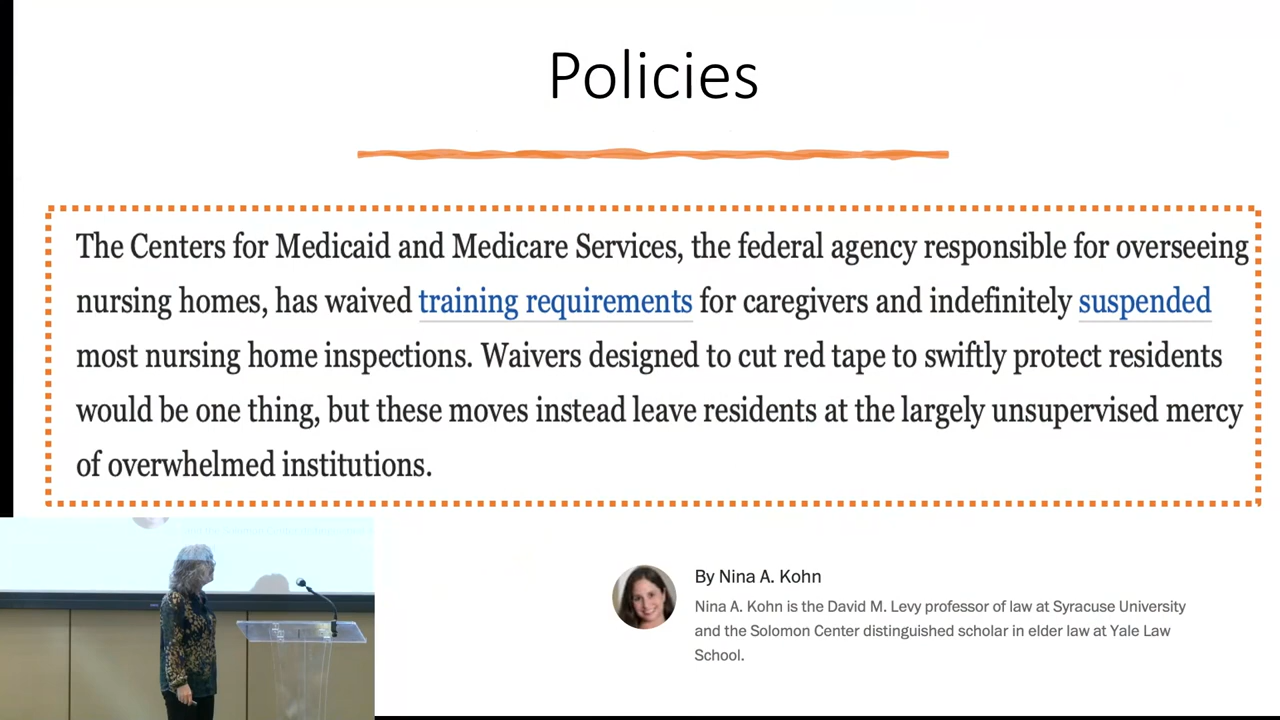 Policies
The Centers for Medicaid and Medicare Services, the federal agency responsible for overseeing
nursing homes, has waived training requirements for caregivers and indefinitely suspended
most nursing home inspections. Waivers designed to cut red tape to swiftly protect residents
would be one thing, but these moves instead leave residents at the largely unsupervised mercy
of overwhelmed institutions.
By Nina A. Kohn
Nina A. Kohn is the David M. Levy professor of law at Syracuse University
and the Solomon Center distinguished scholar in elder law at Yale Law
School.